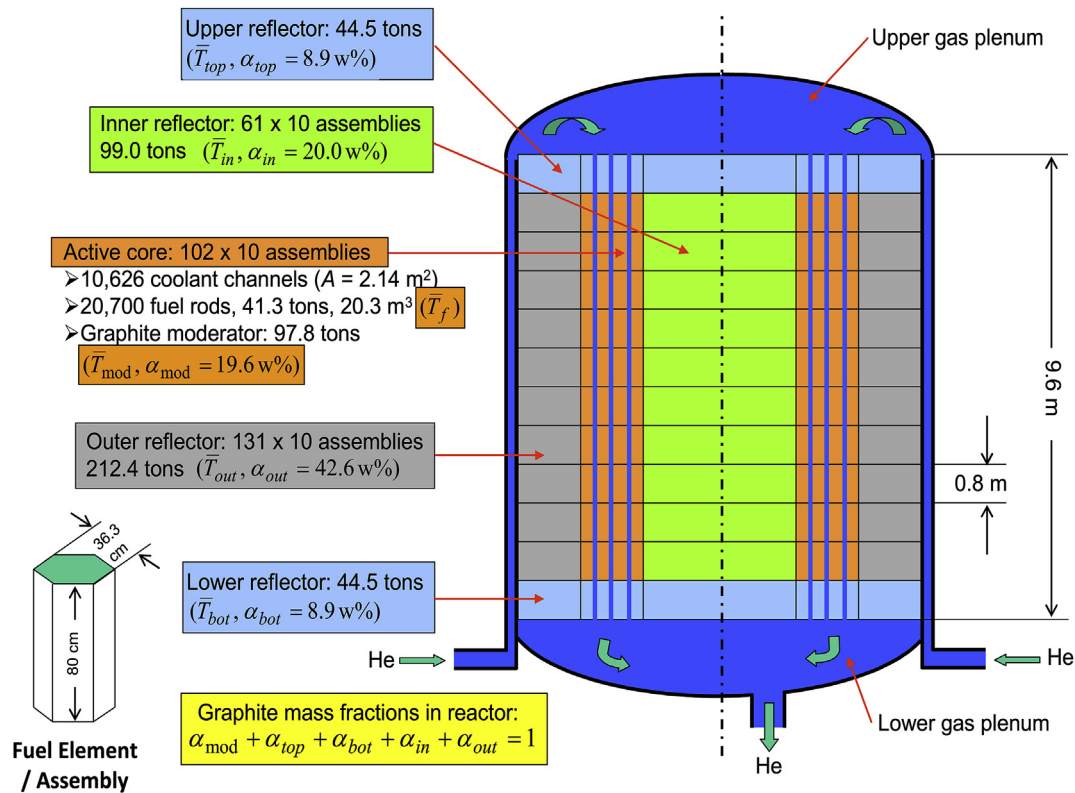 Upper reflector: 44.5 tons
(T̅top, αtop = 8.9 w%)
Upper gas plenum
Inner reflector: 61 x 10 assemblies
99.0 tons (T̅in, αin = 20.0 w%)
Active core: 102 x 10 assemblies
➢10,626 coolant channels (A = 2.14 m²)
➢20,700 fuel rods, 41.3 tons, 20.3 m³ (T̅f)
➢Graphite moderator: 97.8 tons
(T̅mod, αmod = 19.6 w%)
9.6 m
Outer reflector: 131 x 10 assemblies
212.4 tons (T̅out, αout = 42.6 w%)
0.8 m
36.3
cm
80 cm
Lower reflector: 44.5 tons
(T̅bot, αbot = 8.9 w%)
He
He
Graphite mass fractions in reactor:
αmod + αtop + αbot + αin + αout = 1
Lower gas plenum
He
Fuel Element
/ Assembly